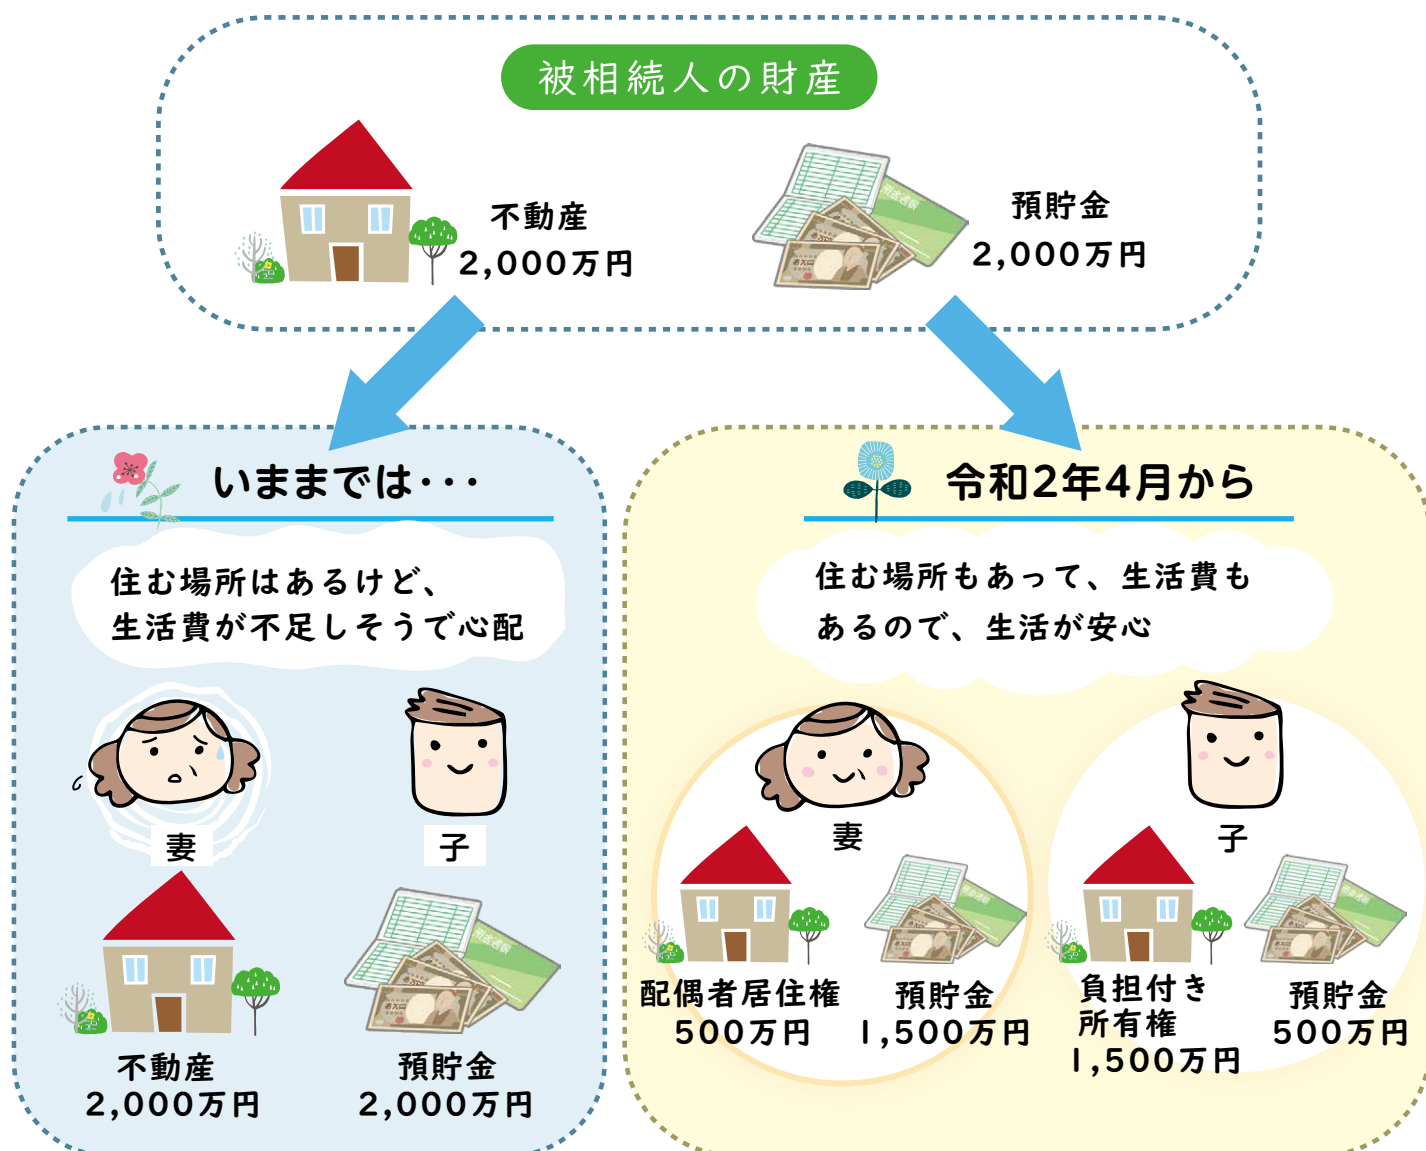 被相続人の財産
不動産
2,000万円
預貯金
2,000万円
いままでは･･･
住む場所はあるけど、
生活費が不足しそうで心配
妻
子
不動産
2,000万円
預貯金
2,000万円
令和2年4月から
住む場所もあって、生活費も
あるので、生活が安心
妻
子
配偶者居住権
500万円
預貯金
1,500万円
負担付き
所有権
1,500万円
預貯金
500万円